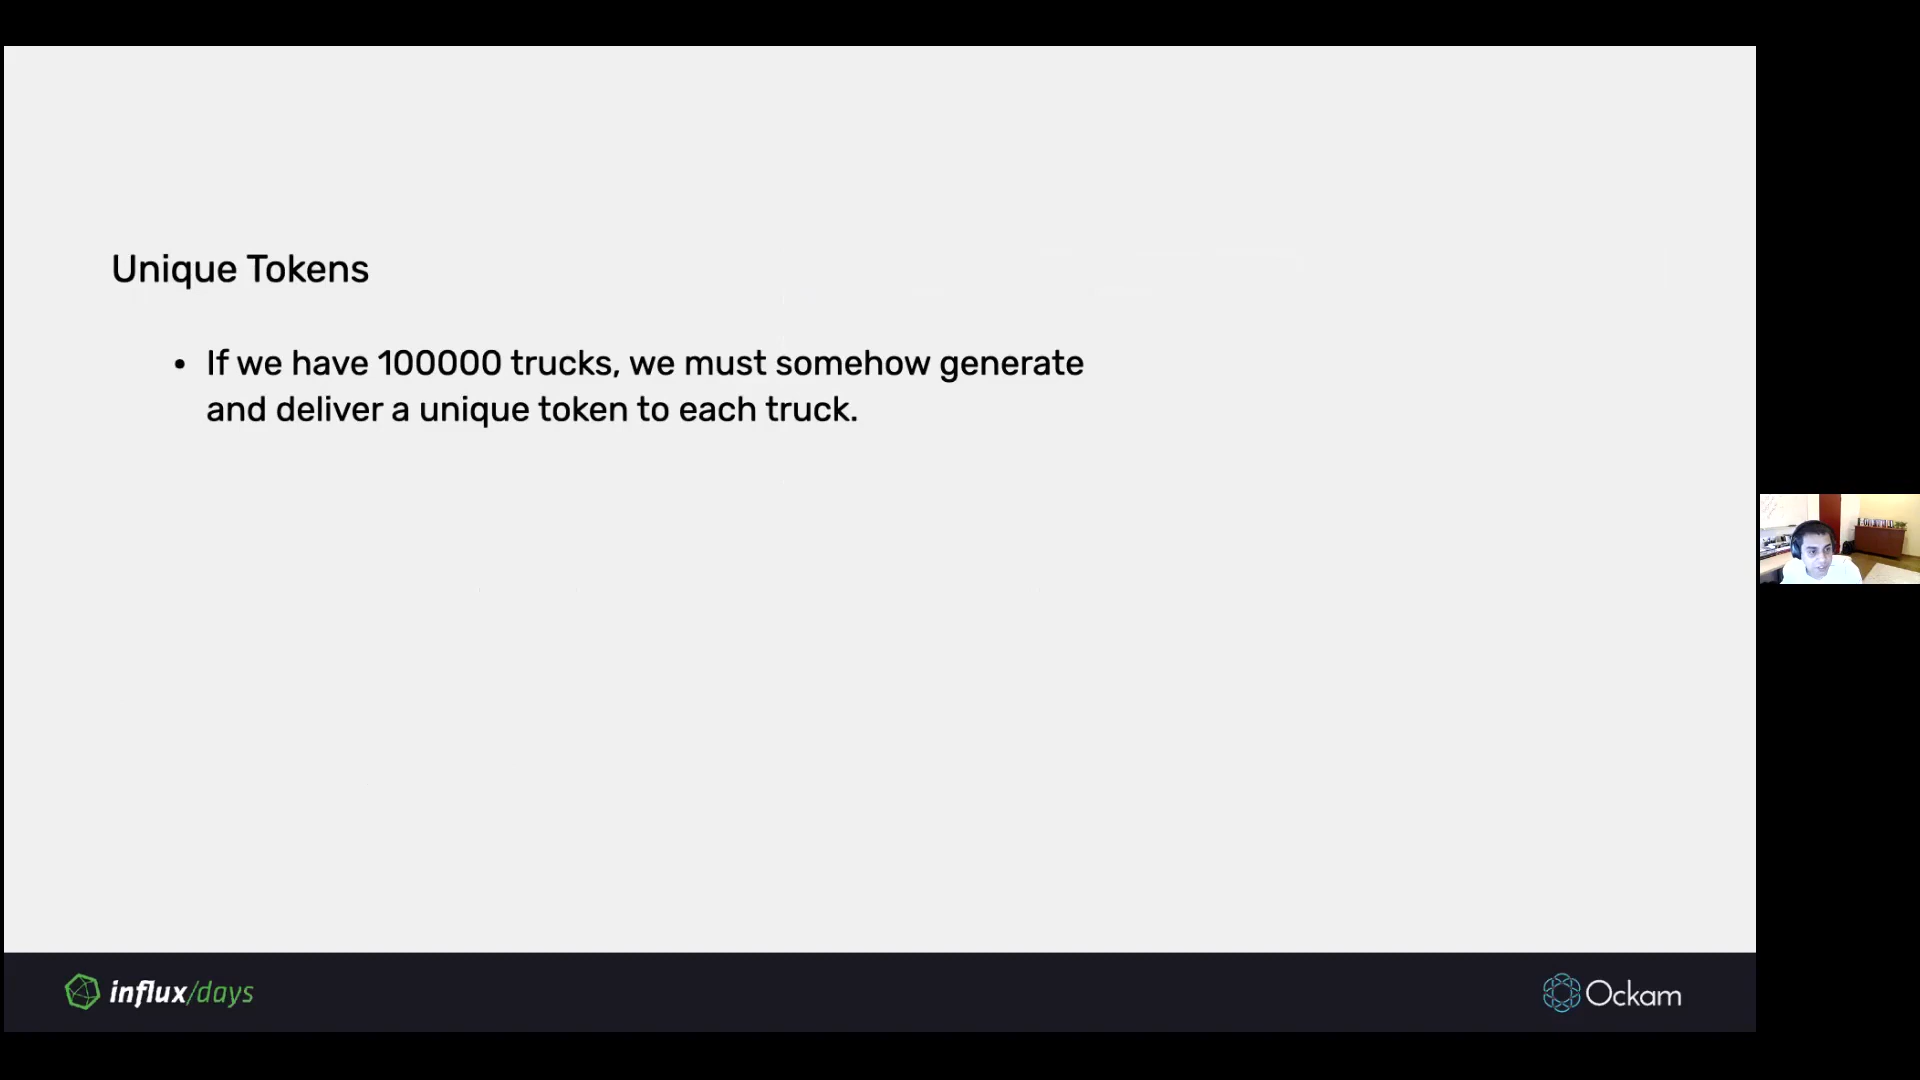 Unique Tokens
• If we have 100000 trucks, we must somehow generate
and deliver a unique token to each truck.
influx/days
Ockam